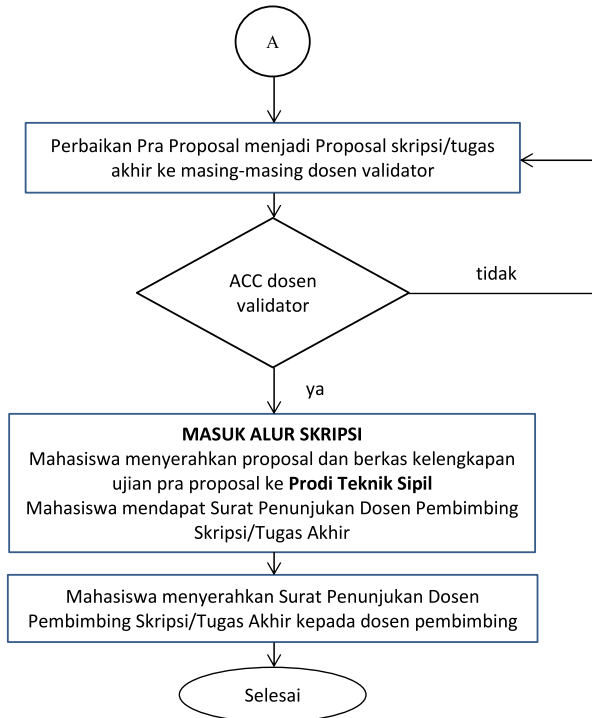 A
Perbaikan Pra Proposal menjadi Proposal skripsi/tugas
akhir ke masing-masing dosen validator
ACC dosen
validator
tidak
ya
MASUK ALUR SKRIPSI
Mahasiswa menyerahkan proposal dan berkas kelengkapan
ujian pra proposal ke Prodi Teknik Sipil
Mahasiswa mendapat Surat Penunjukan Dosen Pembimbing
Skripsi/Tugas Akhir
Mahasiswa menyerahkan Surat Penunjukan Dosen
Pembimbing Skripsi/Tugas Akhir kepada dosen pembimbing
Selesai